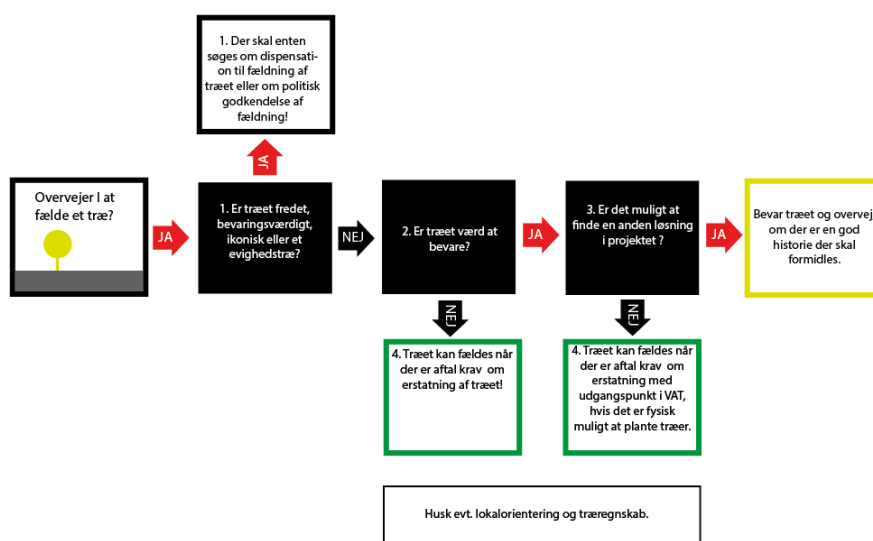 1. Der skal enten
søges om dispensati-
on til fældning af
træet eller om politisk
godkendelse af
fældning!
JA
Overvejer I at
fælde et træ?
JA
1. Er træet fredet,
bevaringsværdigt,
ikonisk eller et
evighedstræ?
NEJ
2. Er træet værd at
bevare?
JA
3. Er det muligt at
finde en anden løsning
i projektet ?
JA
Bevar træet og overvej
om der er en god
historie der skal
formidles.
NEJ
4. Træet kan fældes når
der er aftal krav om
erstatning af træet!
NEJ
4. Træet kan fældes når
der er aftal krav om
erstatning med
udgangspunkt i VAT,
hvis det er fysisk
muligt at plante træer.
Husk evt. lokalorientering og træregnskab.